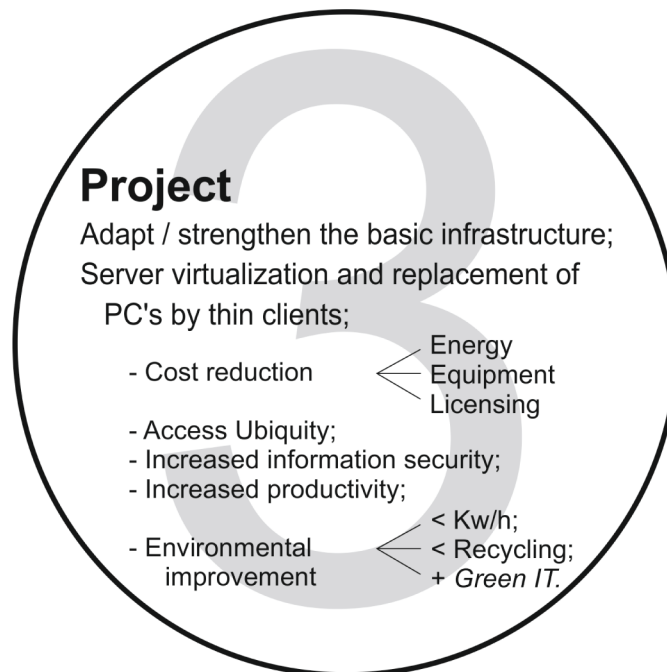 3
Project
Adapt / strengthen the basic infrastructure;
Server virtualization and replacement of
PC's by thin clients;
- Cost reduction
Energy
Equipment
Licensing
- Access Ubiquity;
- Increased information security;
- Increased productivity;
- Environmental
improvement
< Kw/h;
< Recycling;
+ Green IT.